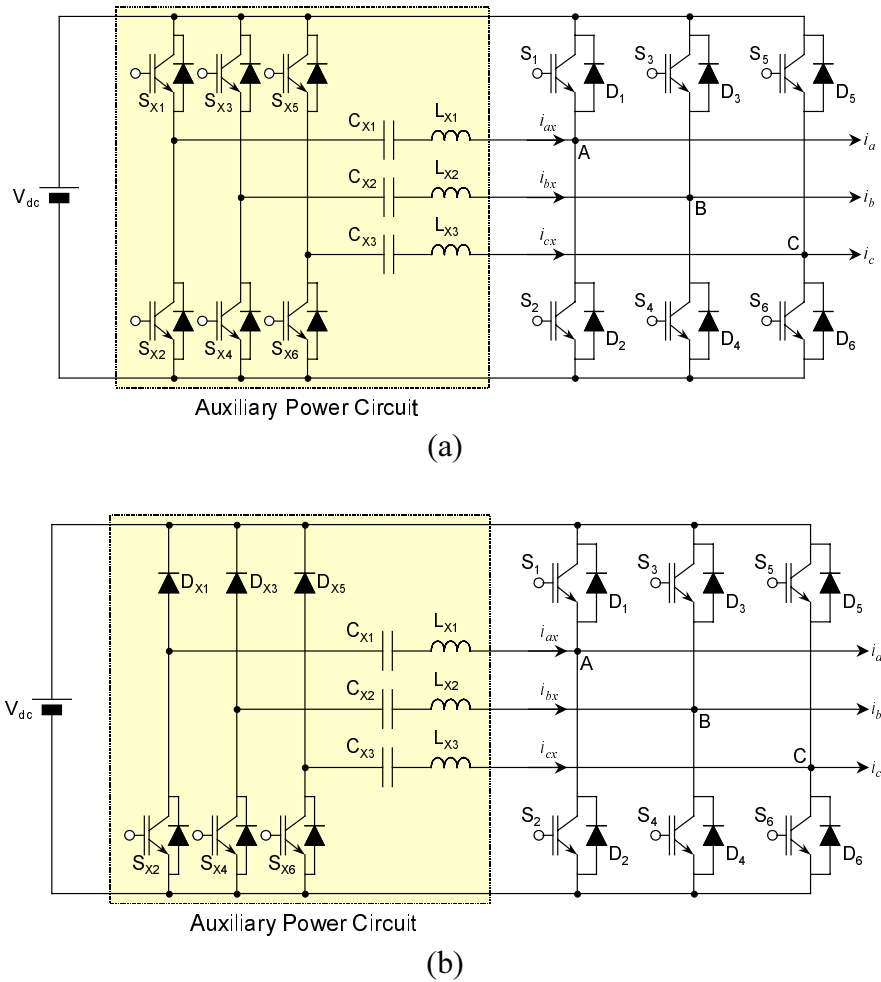 S1 S3 S5
SX1 SX3 SX5 D1 D3 D5
CX1 LX1 iax A ia
Vdc CX2 LX2 ibx B ib
CX3 LX3 icx C ic
S2 S4 S6
SX2 SX4 SX6 D2 D4 D6
Auxiliary Power Circuit
(a)
S1 S3 S5
DX1 DX3 DX5 D1 D3 D5
CX1 LX1 iax A ia
Vdc CX2 LX2 ibx B ib
CX3 LX3 icx C ic
S2 S4 S6
SX2 SX4 SX6 D2 D4 D6
Auxiliary Power Circuit
(b)